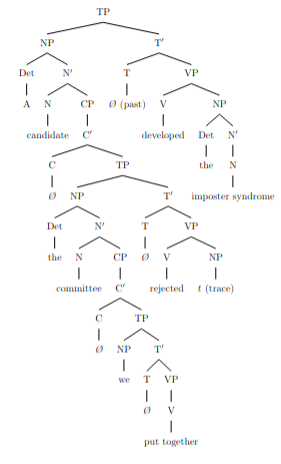 TP
NP T′
Det N′ T VP
A N CP Ø (past) V NP
candidate C′ developed Det N′
C TP the N
Ø NP T′ imposter syndrome
Det N′ T VP
the N CP Ø V NP
committee C′ rejected t (trace)
C TP
Ø NP T′
we T VP
Ø V
put together